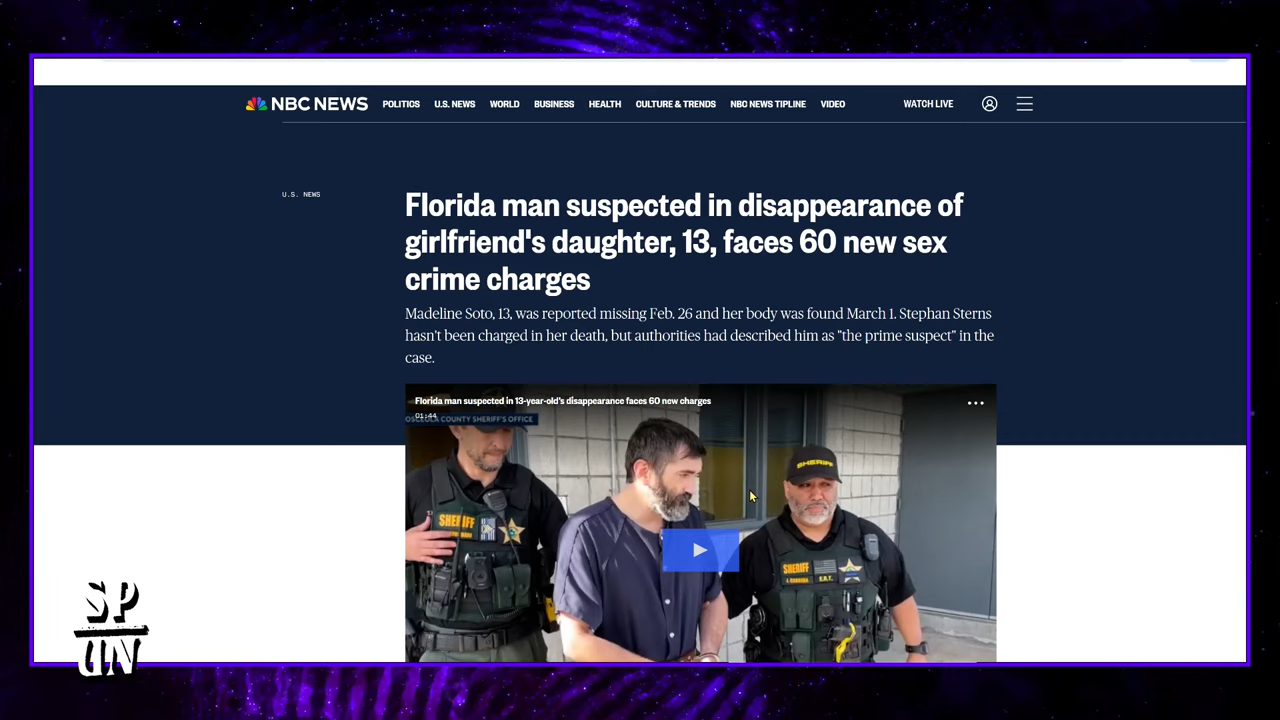 NBC NEWS POLITICS U.S. NEWS WORLD BUSINESS HEALTH CULTURE & TRENDS NBC NEWS TIPLINE VIDEO WATCH LIVE
U.S. NEWS
Florida man suspected in disappearance of
girlfriend's daughter, 13, faces 60 new sex
crime charges
Madeline Soto, 13, was reported missing Feb. 26 and her body was found March 1. Stephan Sterns
hasn't been charged in her death, but authorities had described him as "the prime suspect" in the
case.
Florida man suspected in 13-year-old's disappearance faces 60 new charges
01:44
OSCEOLA COUNTY SHERIFF'S OFFICE
SHERIFF
SHERIFF
SHERIFF
E.R.T.
SP
UN